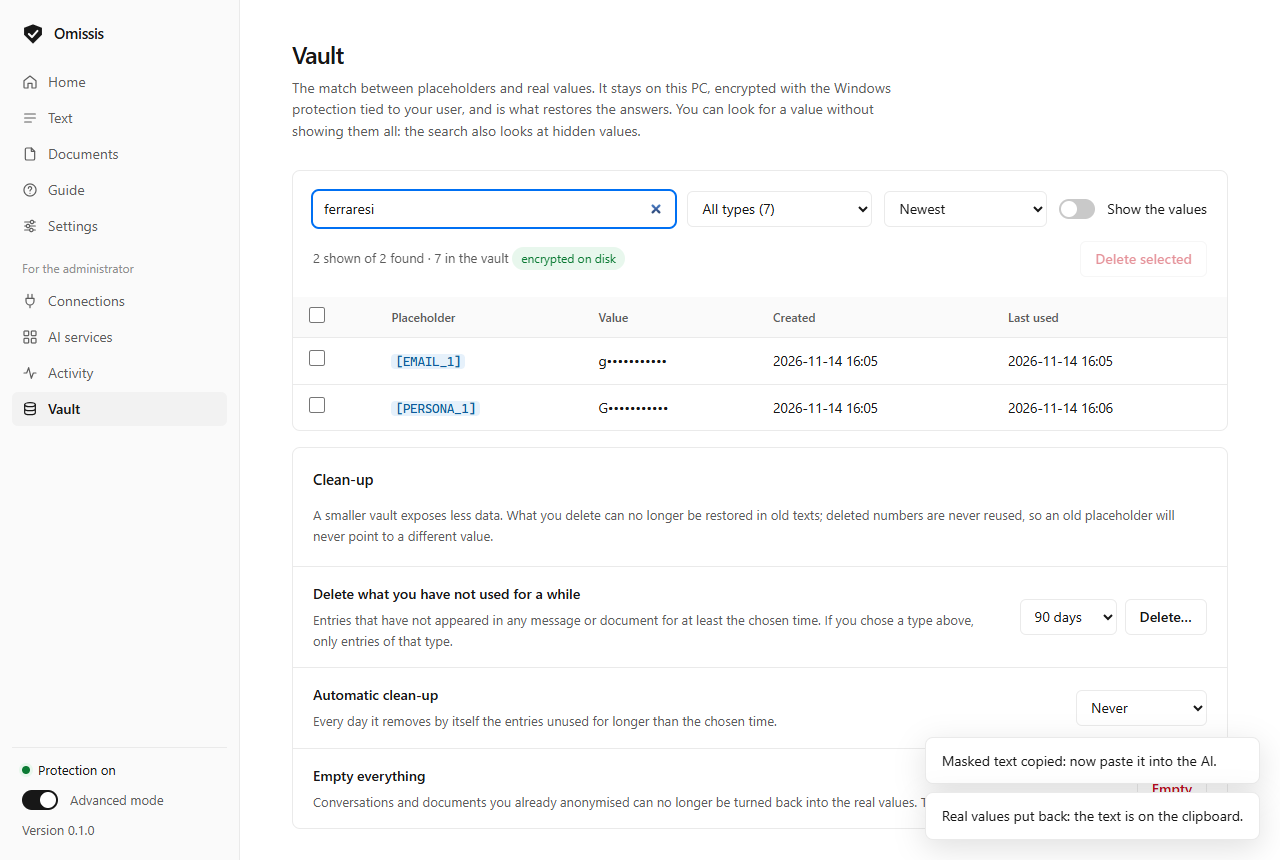 Omissis
Home
Text
Documents
Guide
Settings
For the administrator
Connections
AI services
Activity
Vault
Protection on
Advanced mode
Version 0.1.0
Vault
The match between placeholders and real values. It stays on this PC, encrypted with the Windows
protection tied to your user, and is what restores the answers. You can look for a value without
showing them all: the search also looks at hidden values.
ferraresi
All types (7)
Newest
Show the values
2 shown of 2 found · 7 in the vault encrypted on disk
Delete selected
Placeholder Value Created Last used
[EMAIL_1] g••••••••••• 2026-11-14 16:05 2026-11-14 16:05
[PERSONA_1] G••••••••••• 2026-11-14 16:05 2026-11-14 16:06
Clean-up
A smaller vault exposes less data. What you delete can no longer be restored in old texts; deleted numbers are never reused, so an old placeholder will
never point to a different value.
Delete what you have not used for a while
Entries that have not appeared in any message or document for at least the chosen time. If you chose a type above,
only entries of that type.
90 days
Delete...
Automatic clean-up
Every day it removes by itself the entries unused for longer than the chosen time.
Never
Empty everything
Conversations and documents you already anonymised can no longer be turned back into the real values.
Empty
Masked text copied: now paste it into the AI.
Real values put back: the text is on the clipboard.